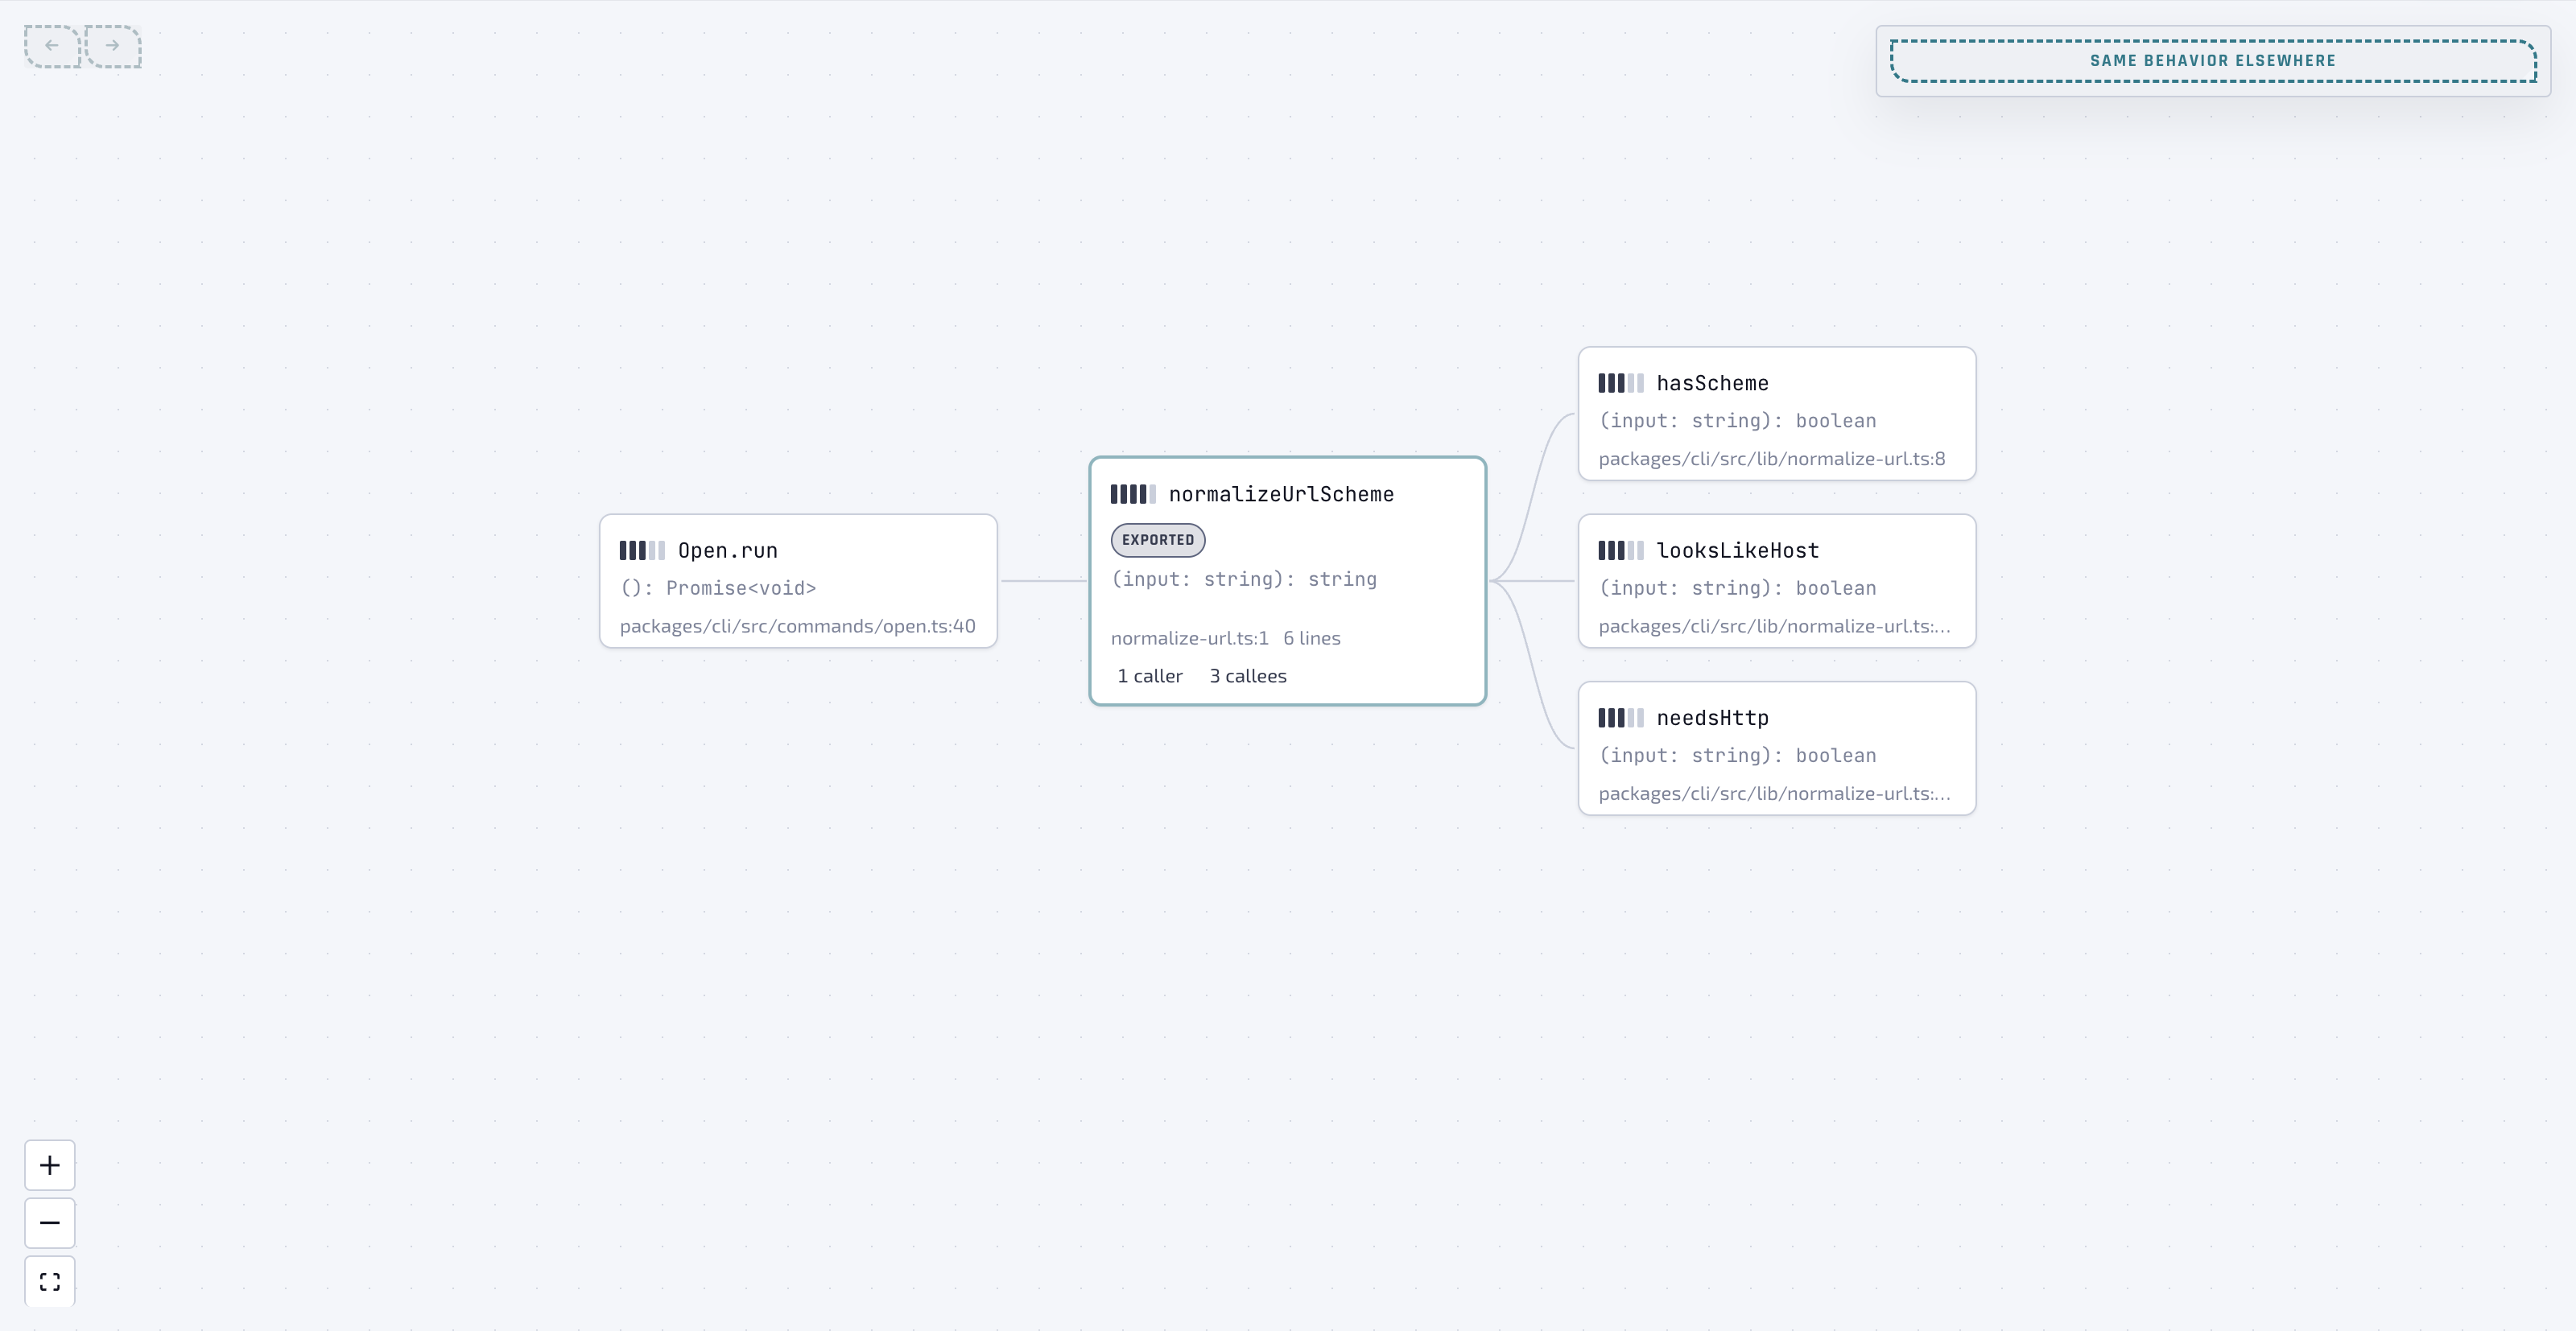 SAME BEHAVIOR ELSEWHERE
Open.run
(): Promise<void>
packages/cli/src/commands/open.ts:40
normalizeUrlScheme
EXPORTED
(input: string): string
normalize-url.ts:1 6 lines
1 caller 3 callees
hasScheme
(input: string): boolean
packages/cli/src/lib/normalize-url.ts:8
looksLikeHost
(input: string): boolean
packages/cli/src/lib/normalize-url.ts:…
needsHttp
(input: string): boolean
packages/cli/src/lib/normalize-url.ts:…